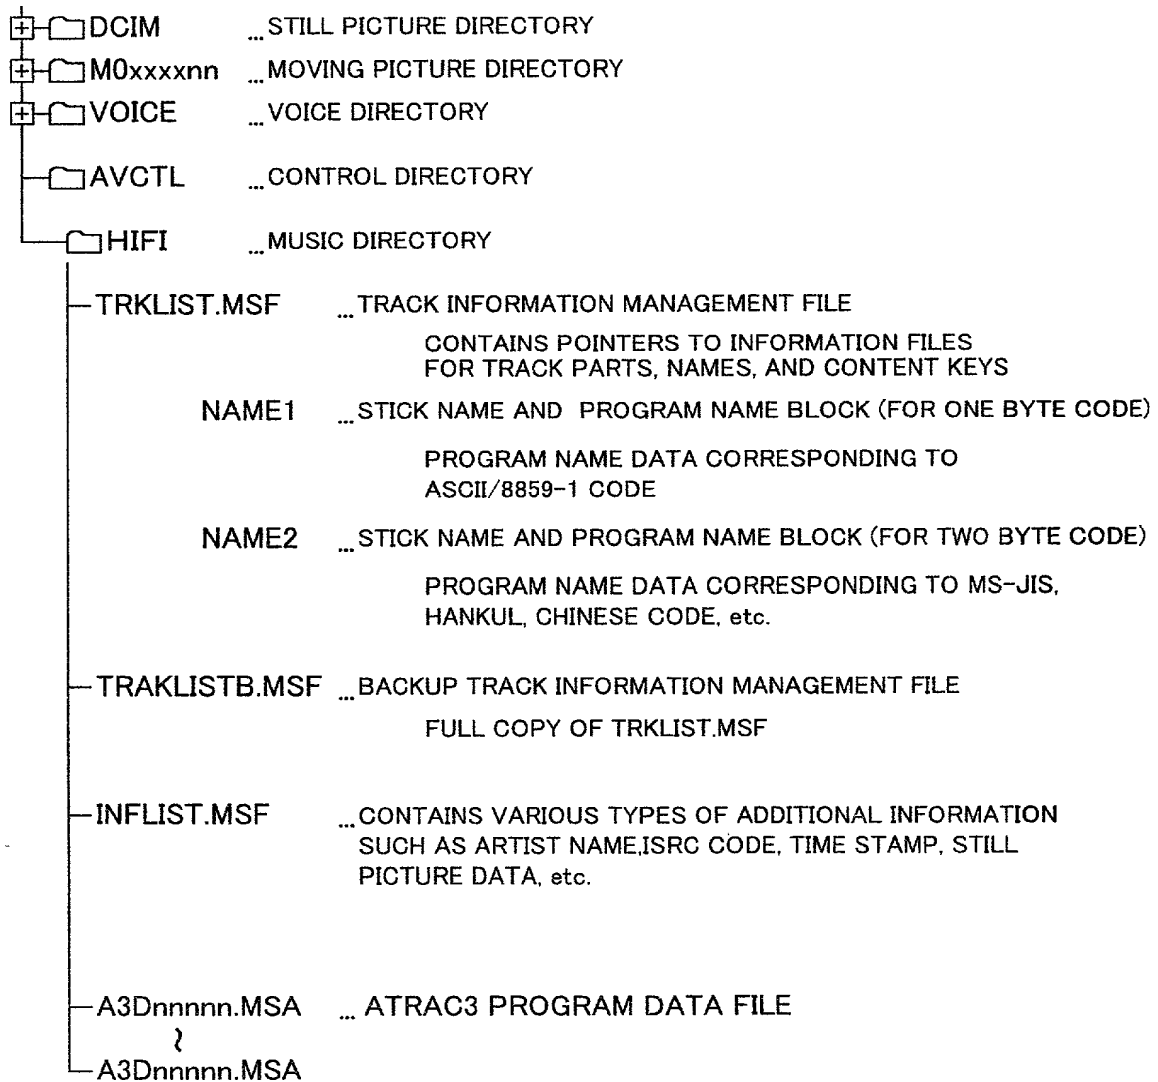 DCIM ... STILL PICTURE DIRECTORY
M0xxxxnn ... MOVING PICTURE DIRECTORY
VOICE ... VOICE DIRECTORY
AVCTL ... CONTROL DIRECTORY
HIFI ... MUSIC DIRECTORY
TRKLIST.MSF ... TRACK INFORMATION MANAGEMENT FILE
CONTAINS POINTERS TO INFORMATION FILES
FOR TRACK PARTS, NAMES, AND CONTENT KEYS
NAME1 ... STICK NAME AND PROGRAM NAME BLOCK (FOR ONE BYTE CODE)
PROGRAM NAME DATA CORRESPONDING TO
ASCII/8859-1 CODE
NAME2 ... STICK NAME AND PROGRAM NAME BLOCK (FOR TWO BYTE CODE)
PROGRAM NAME DATA CORRESPONDING TO MS-JIS,
HANKUL, CHINESE CODE, etc.
TRAKLISTB.MSF ... BACKUP TRACK INFORMATION MANAGEMENT FILE
FULL COPY OF TRKLIST.MSF
INFLIST.MSF ... CONTAINS VARIOUS TYPES OF ADDITIONAL INFORMATION
SUCH AS ARTIST NAME,ISRC CODE, TIME STAMP, STILL
PICTURE DATA, etc.
A3Dnnnnn.MSA ... ATRAC3 PROGRAM DATA FILE
~
A3Dnnnnn.MSA